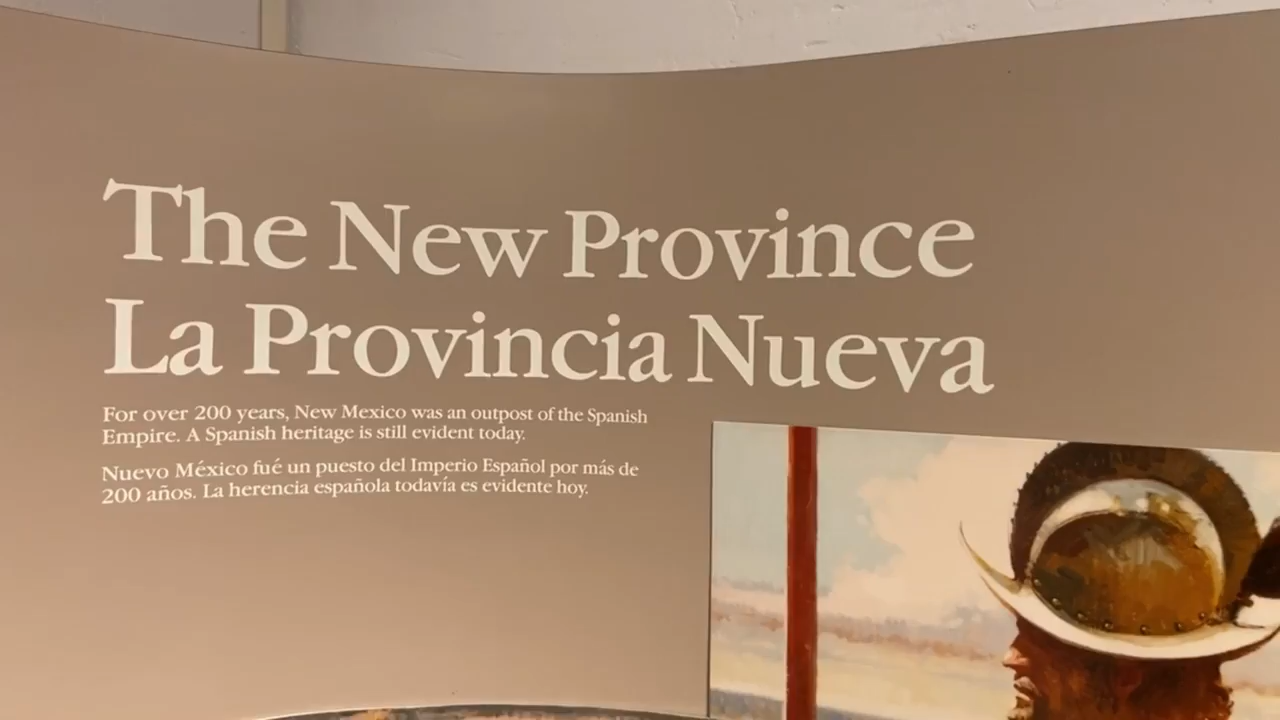 The New Province
La Provincia Nueva
For over 200 years, New Mexico was an outpost of the Spanish
Empire. A Spanish heritage is still evident today.
Nuevo México fué un puesto del Imperio Español por más de
200 años. La herencia española todavía es evidente hoy.